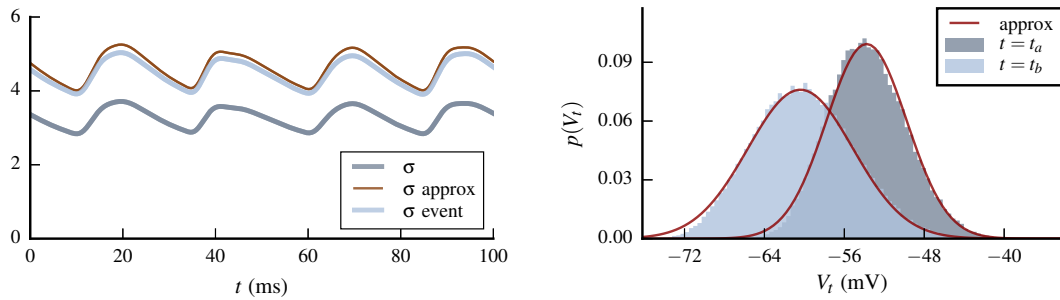 6
4
2
0
σ
σ approx
σ event
0 20 40 60 80 100
t (ms)
p(V_t)
0.09
0.06
0.03
0.00
approx
t = t_a
t = t_b
−72 −64 −56 −48 −40
V_t (mV)